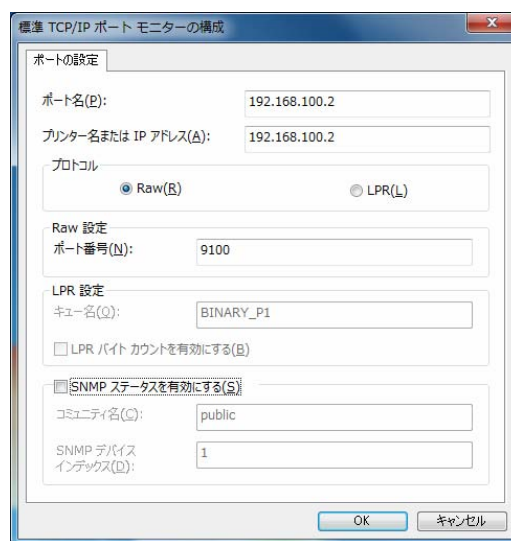 標準 TCP/IP ポート モニターの構成
ポートの設定
ポート名(P): 192.168.100.2
プリンター名または IP アドレス(A): 192.168.100.2
プロトコル
Raw(R) LPR(L)
Raw 設定
ポート番号(N): 9100
LPR 設定
キュー名(Q): BINARY_P1
LPR バイト カウントを有効にする(B)
SNMP ステータスを有効にする(S)
コミュニティ名(C): public
SNMP デバイス 1
インデックス(D):
OK キャンセル